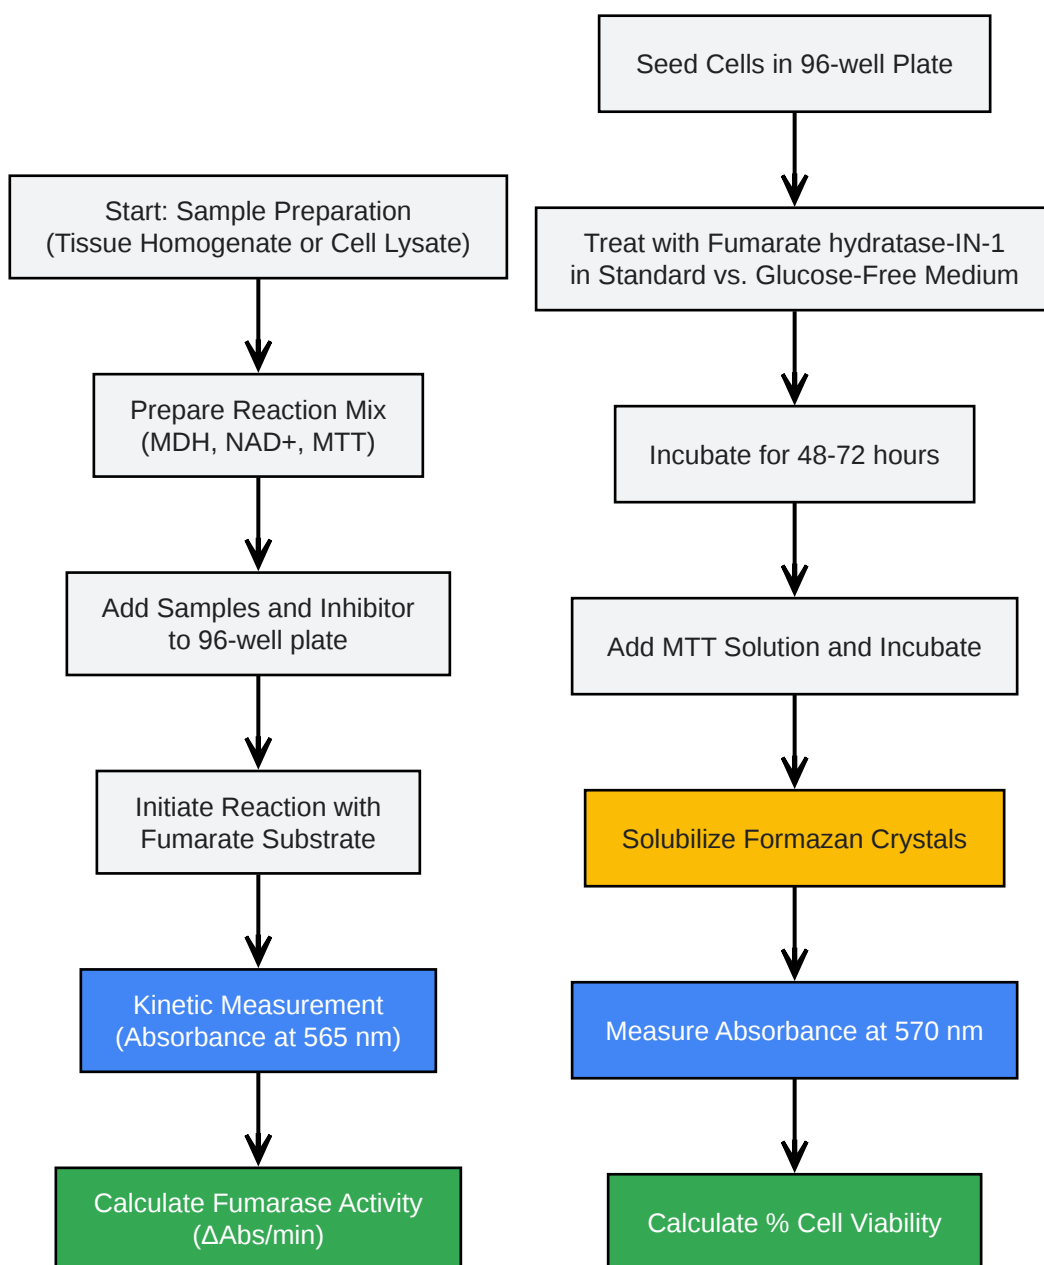 Start: Sample Preparation
(Tissue Homogenate or Cell Lysate)
Prepare Reaction Mix
(MDH, NAD+, MTT)
Add Samples and Inhibitor
to 96-well plate
Initiate Reaction with
Fumarate Substrate
Kinetic Measurement
(Absorbance at 565 nm)
Calculate Fumarase Activity
(ΔAbs/min)
Seed Cells in 96-well Plate
Treat with Fumarate hydratase-IN-1
in Standard vs. Glucose-Free Medium
Incubate for 48-72 hours
Add MTT Solution and Incubate
Solubilize Formazan Crystals
Measure Absorbance at 570 nm
Calculate % Cell Viability